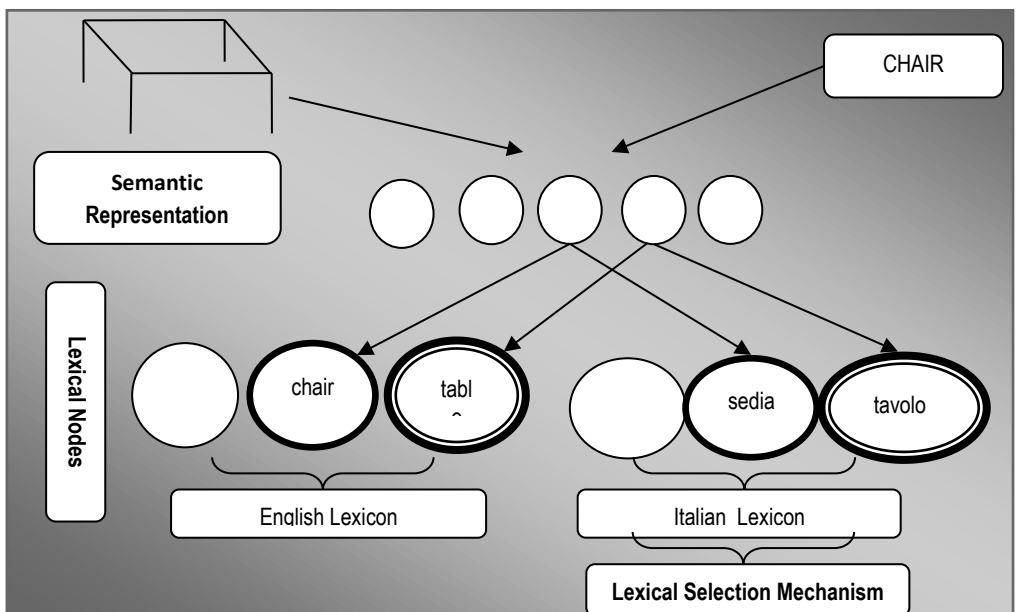 CHAIR
Semantic
Representation
Lexical Nodes
chair
tabl
sedia
tavolo
English Lexicon
Italian Lexicon
Lexical Selection Mechanism